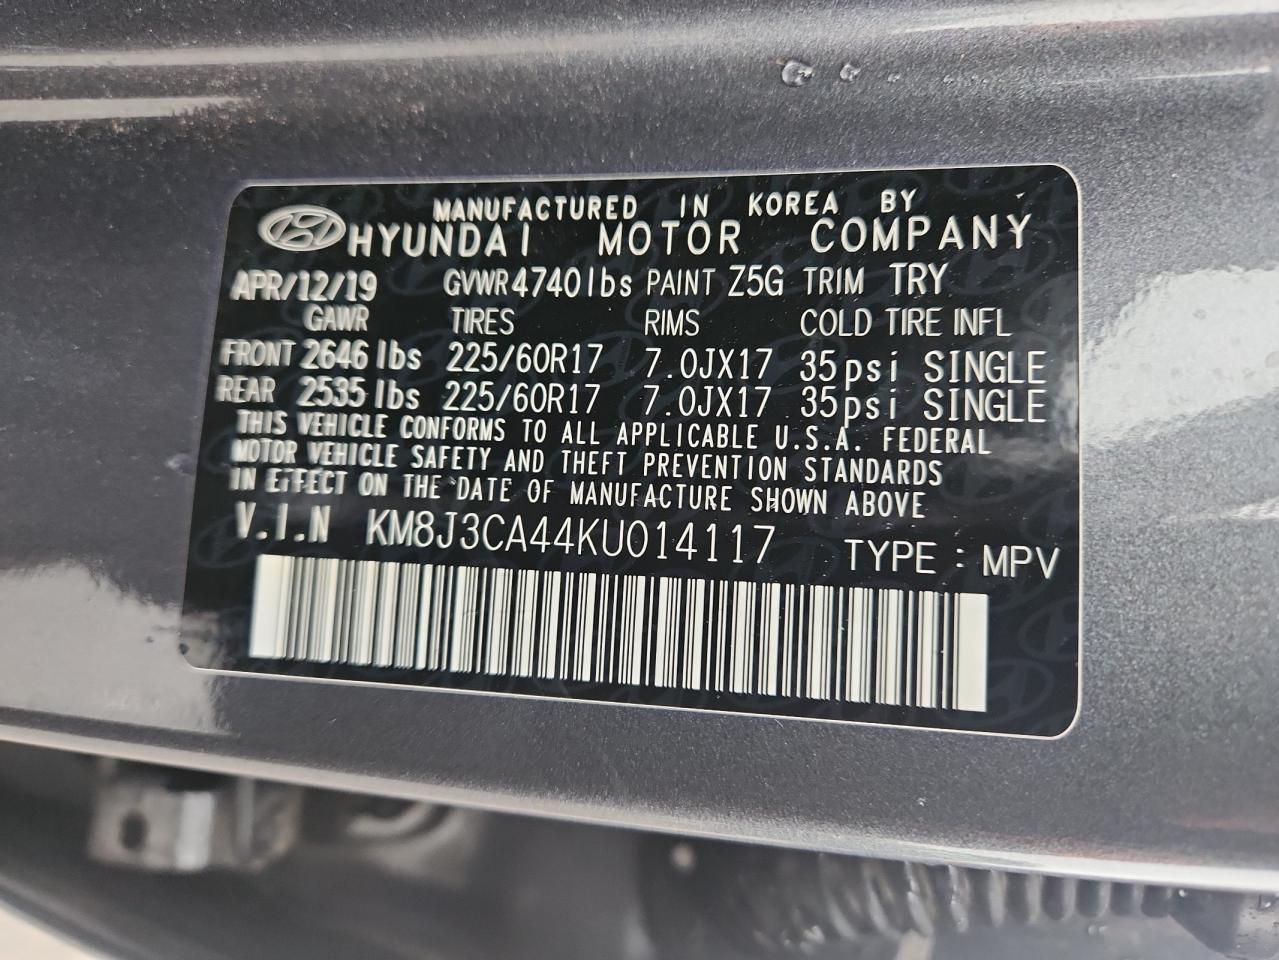 MANUFACTURED IN KOREA BY
HYUNDAI MOTOR COMPANY
APR/12/19 GVWR 4740lbs PAINT Z5G TRIM TRY
GAWR TIRES RIMS COLD TIRE INFL
FRONT 2646 lbs 225/60R17 7.0JX17 35psi SINGLE
REAR 2535 lbs 225/60R17 7.0JX17 35psi SINGLE
THIS VEHICLE CONFORMS TO ALL APPLICABLE U.S.A. FEDERAL
MOTOR VEHICLE SAFETY AND THEFT PREVENTION STANDARDS
IN EFFECT ON THE DATE OF MANUFACTURE SHOWN ABOVE
V.I.N KM8J3CA44KU014117 TYPE : MPV